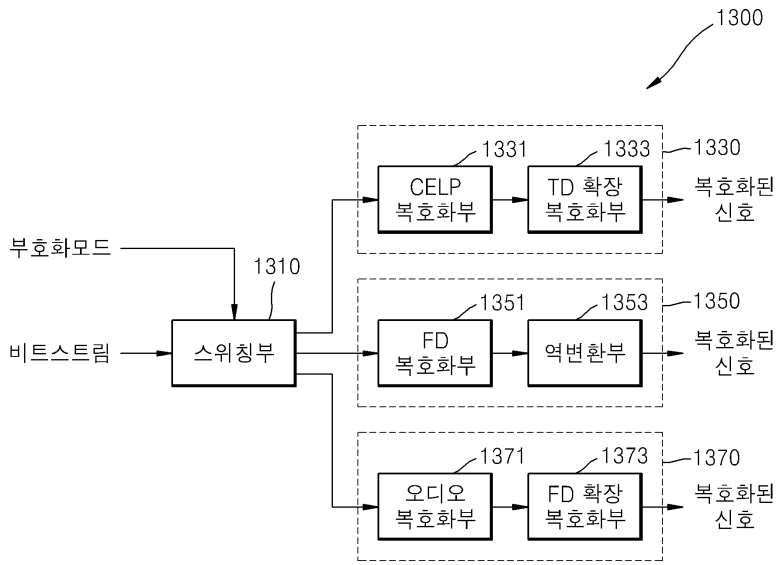 1300
1331
1333
1330
CELP
복호화부
TD 확장
복호화부
복호화된
신호
부호화모드
1310
1351
1353
1350
비트스트림
스위칭부
FD
복호화부
역변환부
복호화된
신호
1371
1373
1370
오디오
복호화부
FD 확장
복호화부
복호화된
신호